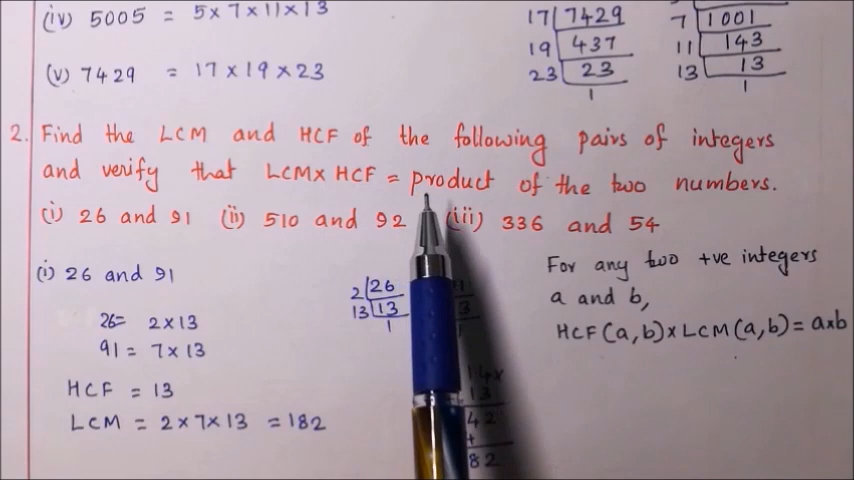 (iv) 5005 = 5×7×11×13
(v) 7429 = 17×19×23
17 7429
19 437
23 23
1
7 1001
11 143
13 13
1
2. Find the LCM and HCF of the following pairs of integers
and verify that LCM× HCF = product of the two numbers.
(i) 26 and 91 (ii) 510 and 92 (iii) 336 and 54
(i) 26 and 91
26= 2×13
91 = 7×13
HCF = 13
LCM = 2×7×13 = 182
2 26
13 13
1
For any two +ve integers
a and b,
HCF(a,b)×LCM(a,b)= a×b